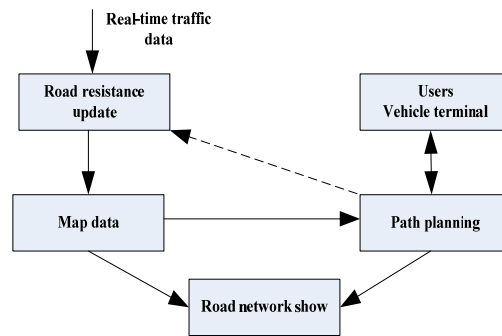 Real-time traffic
data
Road resistance
update
Users
Vehicle terminal
Map data
Path planning
Road network show